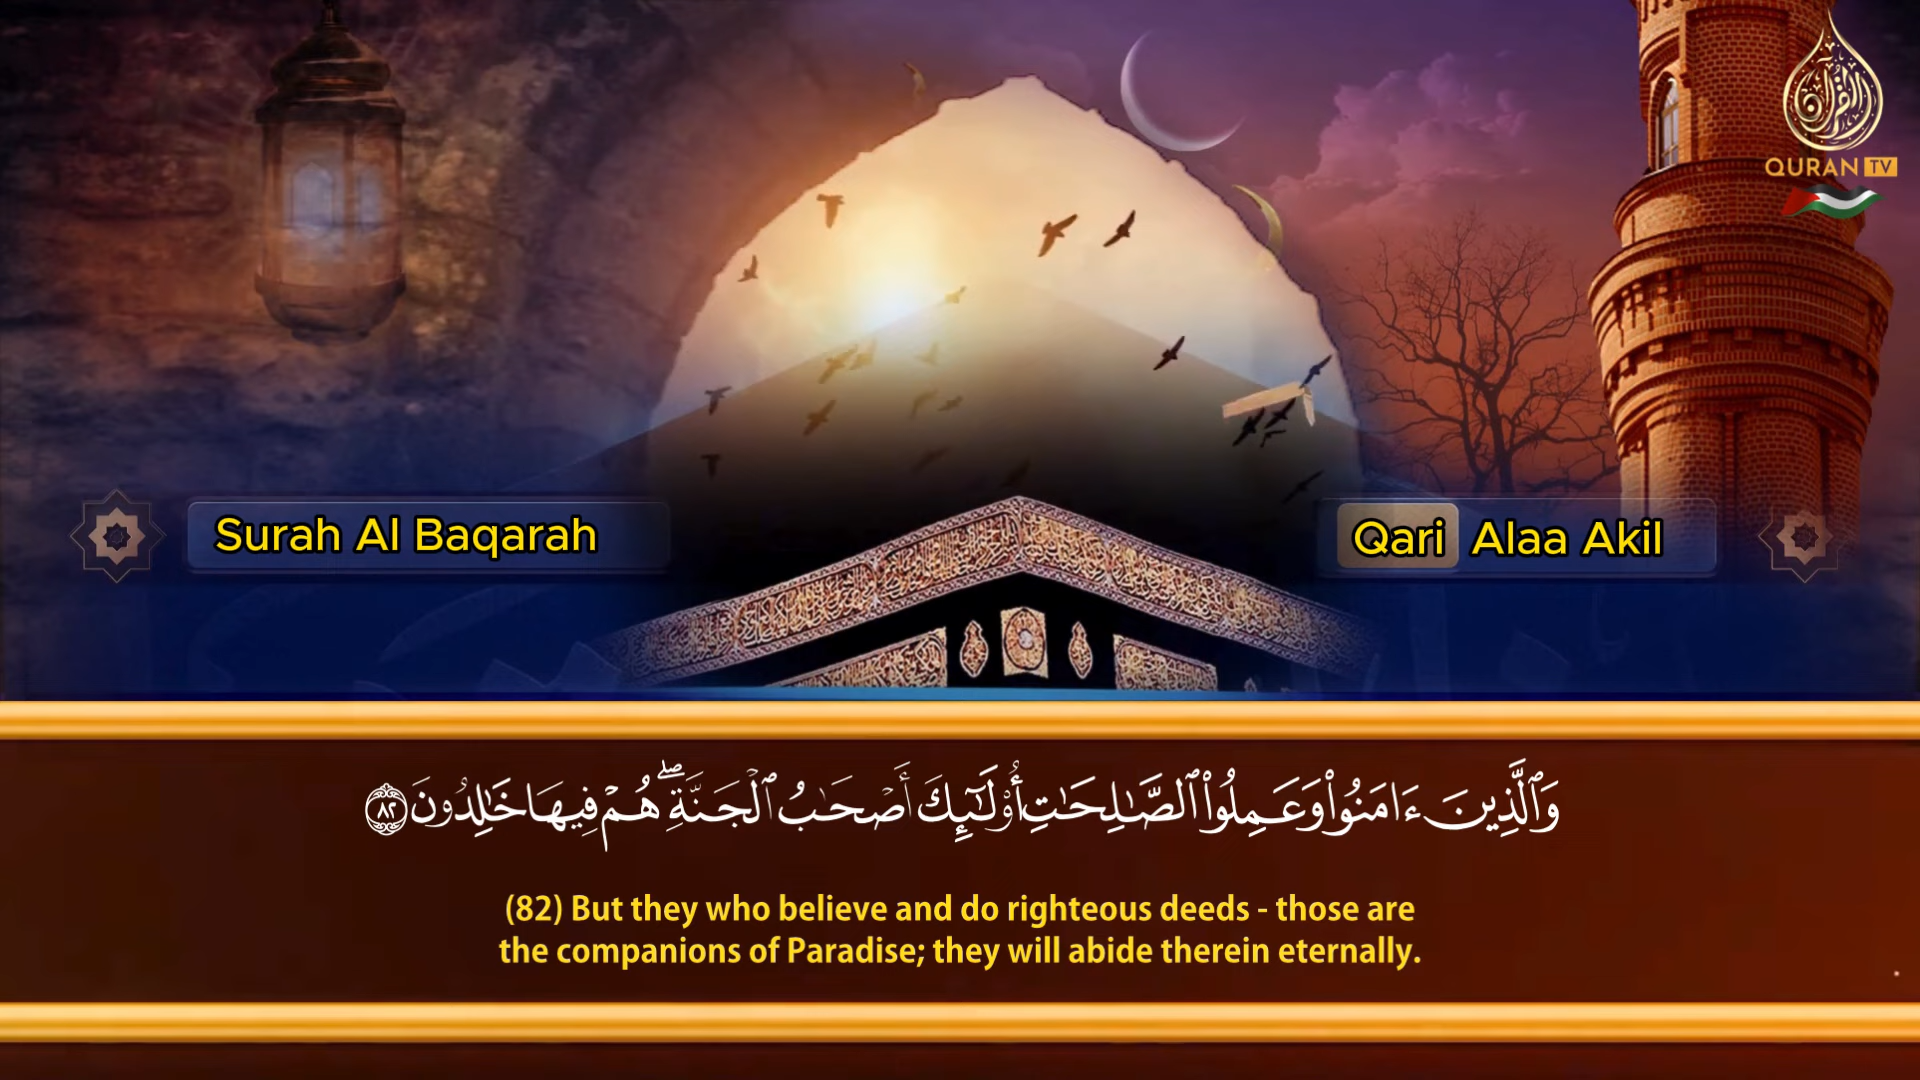 القرآن
QURAN TV
Surah Al Baqarah
Qari Alaa Akil
وَٱلَّذِينَ ءَامَنُوا۟ وَعَمِلُوا۟ ٱلصَّـٰلِحَـٰتِ أُو۟لَـٰٓئِكَ أَصْحَـٰبُ ٱلْجَنَّةِ ۖ هُمْ فِيهَا خَـٰلِدُونَ ٨٢
(82) But they who believe and do righteous deeds - those are
the companions of Paradise; they will abide therein eternally.